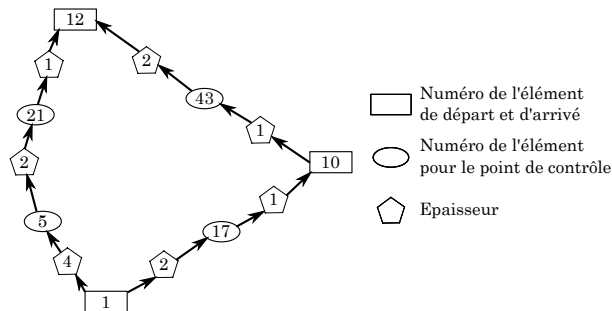 12
1
2
21
43
2
1
10
5
1
17
4
2
1
Numéro de l'élément
de départ et d'arrivé
Numéro de l'élément
pour le point de contrôle
Epaisseur